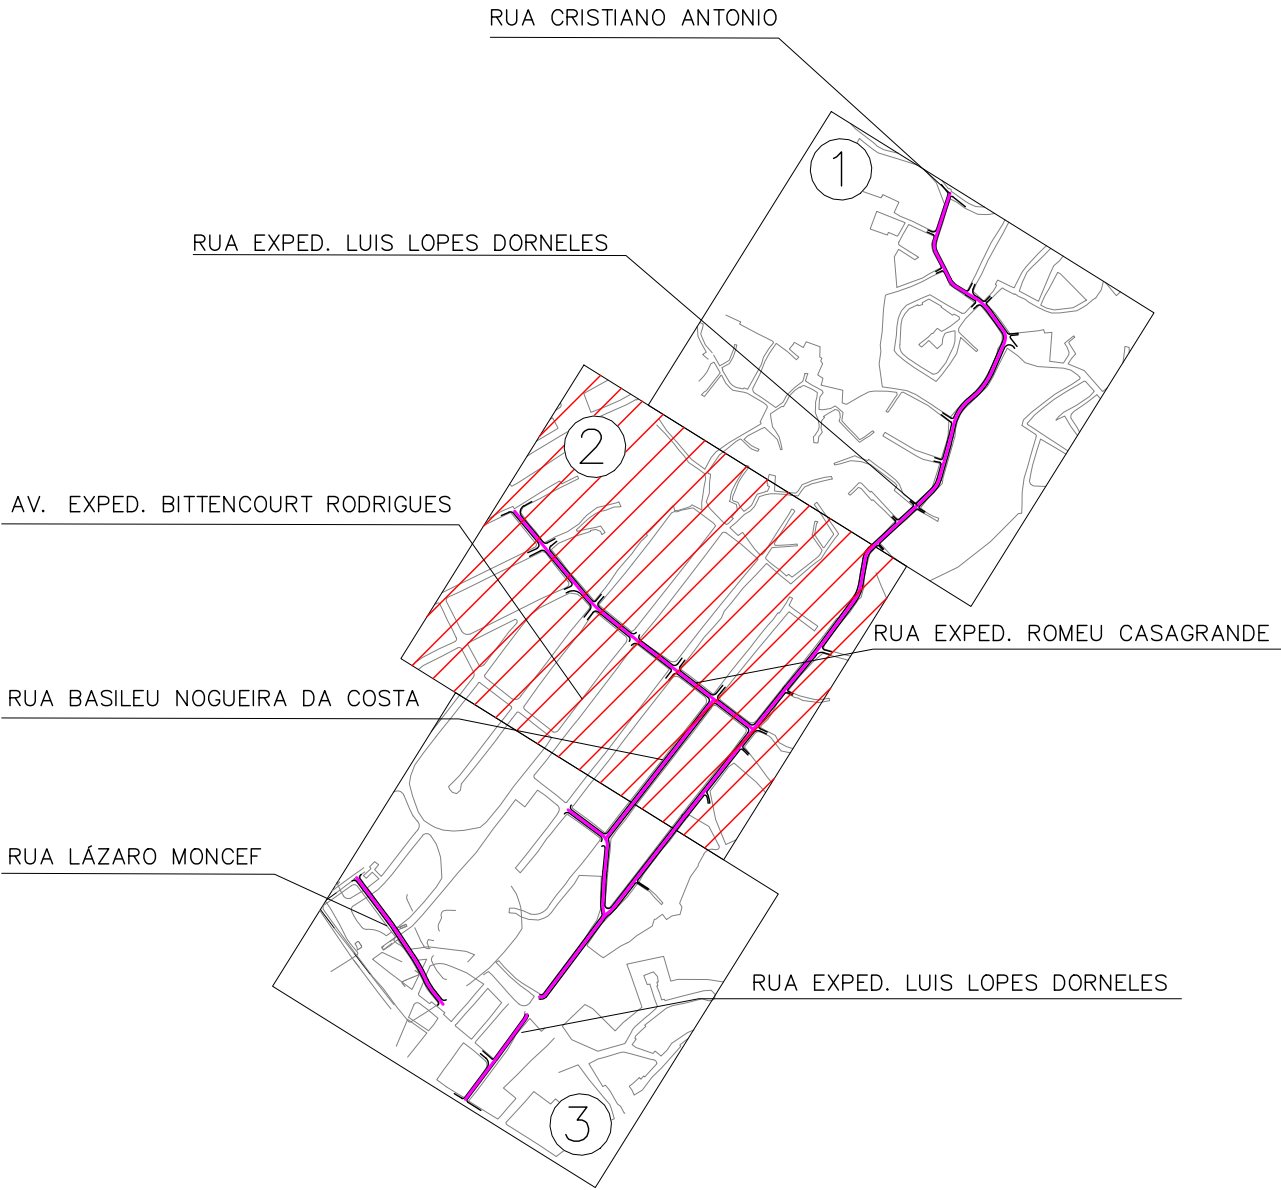 RUA CRISTIANO ANTONIO
1
RUA EXPED. LUIS LOPES DORNELES
2
AV. EXPED. BITTENCOURT RODRIGUES
RUA EXPED. ROMEU CASAGRANDE
RUA BASILEU NOGUEIRA DA COSTA
RUA LÁZARO MONCEF
RUA EXPED. LUIS LOPES DORNELES
3